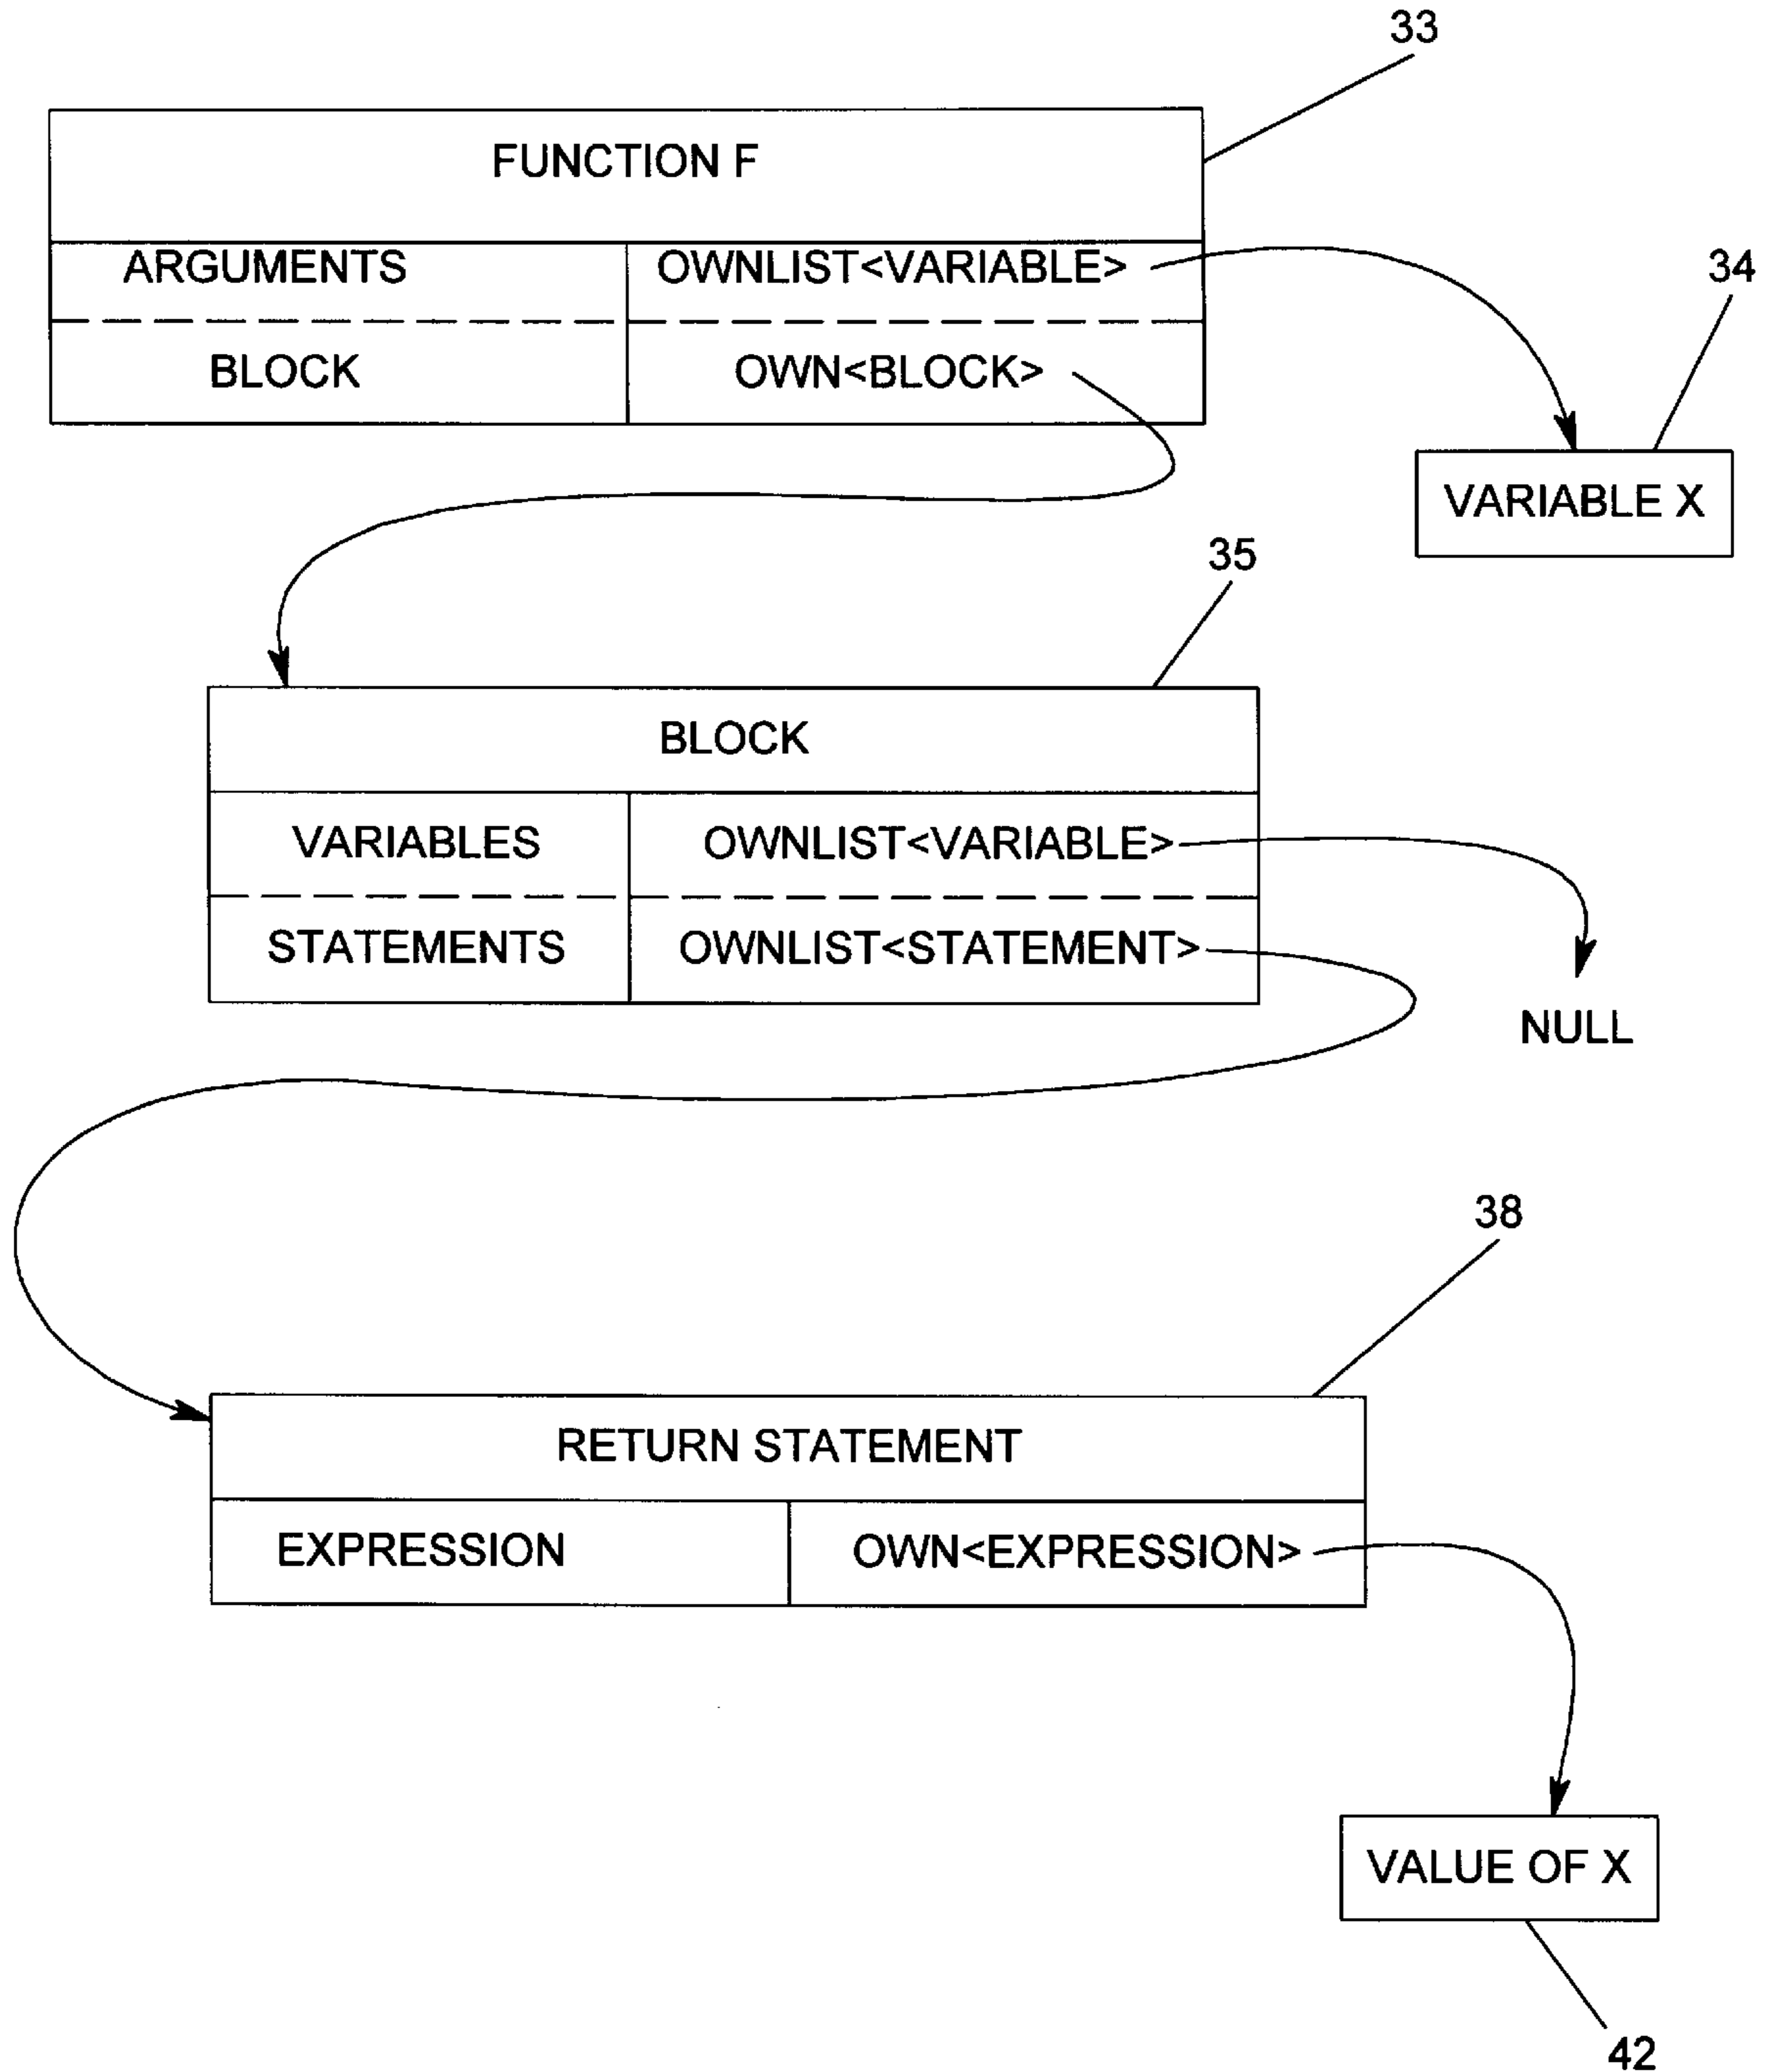 33
FUNCTION F
ARGUMENTS OWNLIST<VARIABLE>
34
BLOCK OWN<BLOCK>
VARIABLE X
35
BLOCK
VARIABLES OWNLIST<VARIABLE>
STATEMENTS OWNLIST<STATEMENT>
NULL
38
RETURN STATEMENT
EXPRESSION OWN<EXPRESSION>
VALUE OF X
42